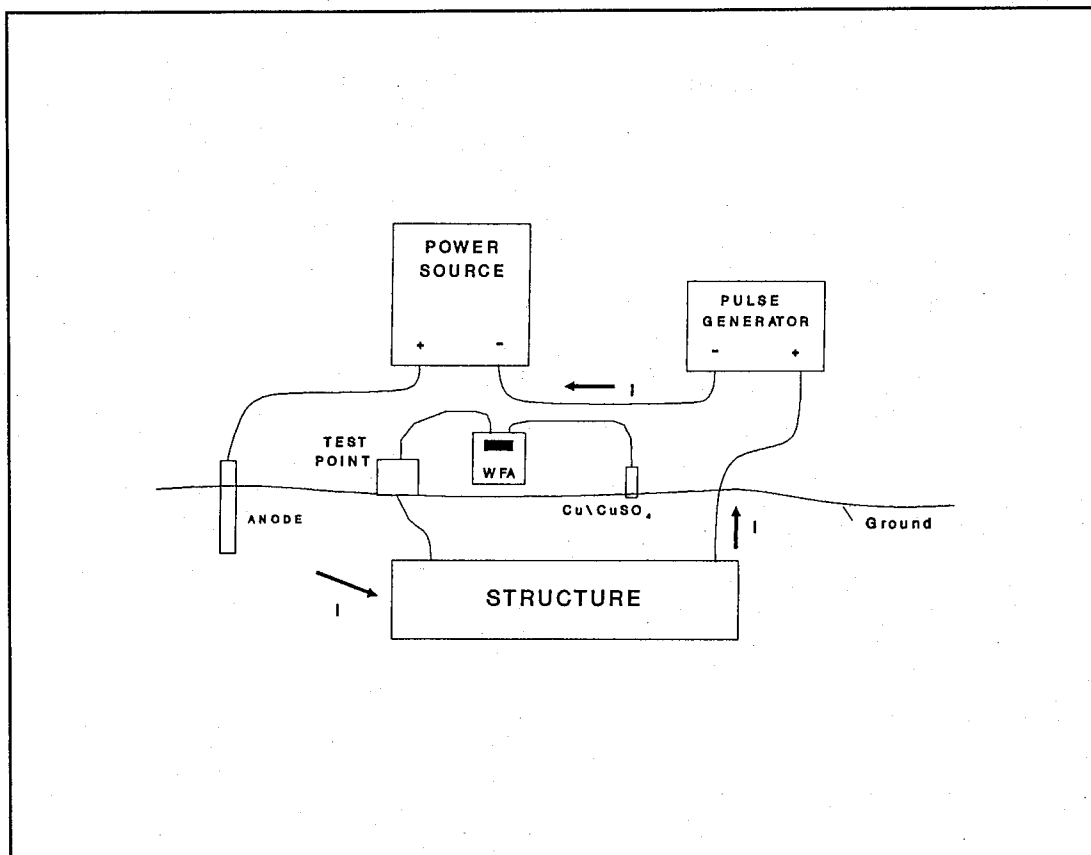 POWER
SOURCE
+ -
PULSE
GENERATOR
- +
I
TEST
POINT
WFA
ANODE
Cu\CuSO₄
I
Ground
I
STRUCTURE